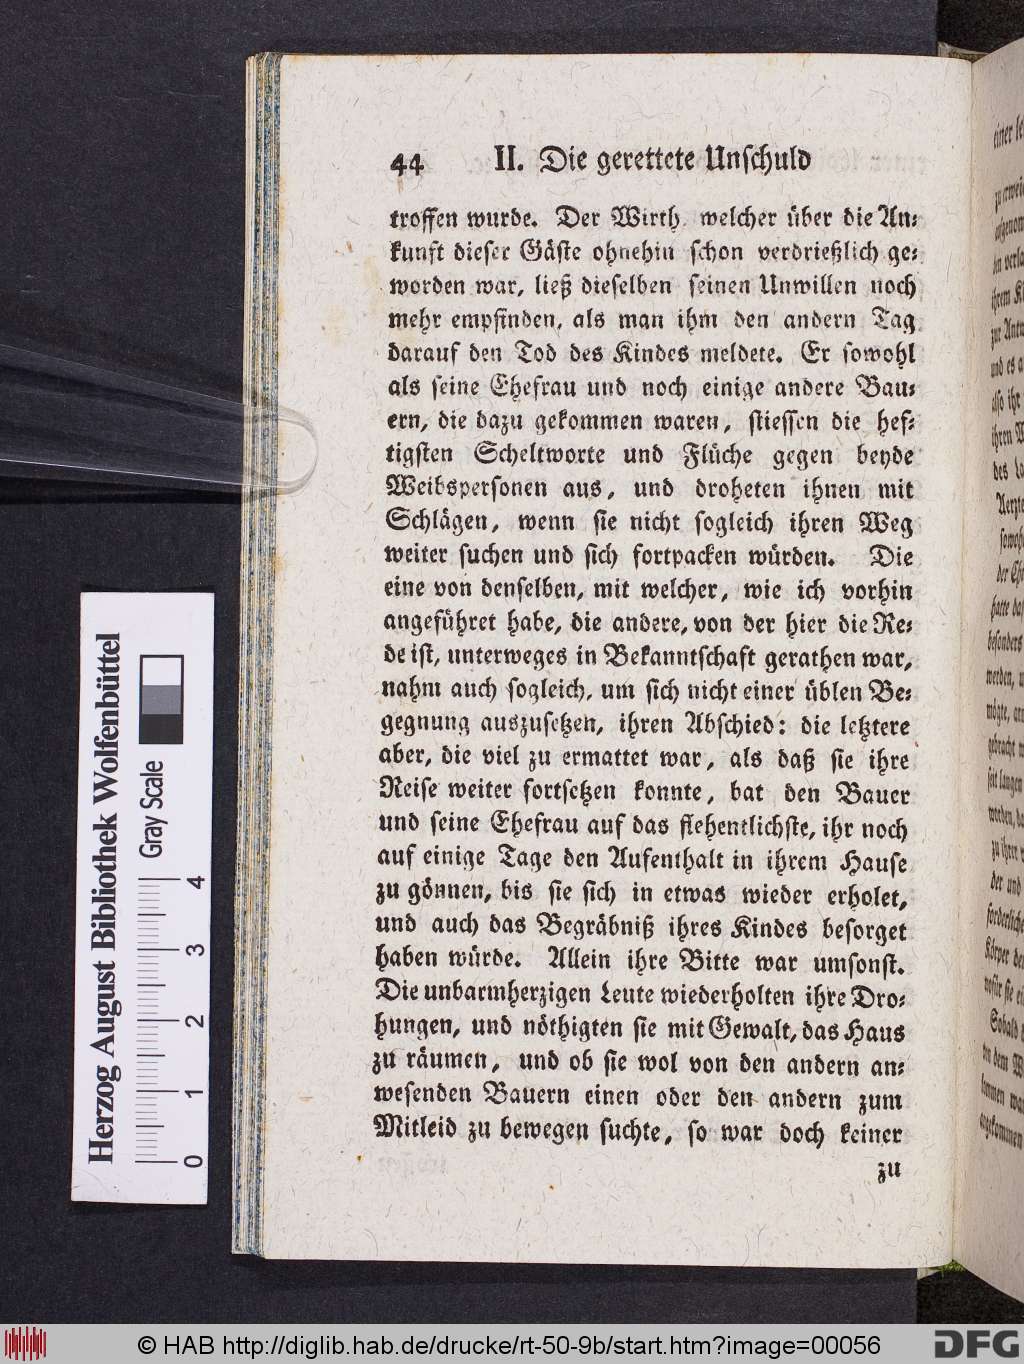 44 II. Die gerettete Unschuld
troffen wurde. Der Wirth, welcher über die An⸗
kunft dieser Gäste ohnehin schon verdrießlich ge⸗
worden war, ließ dieselben seinen Unwillen noch
mehr empfinden, als man ihm den andern Tag
darauf den Tod des Kindes meldete. Er sowohl
als seine Ehefrau und noch einige andere Bau⸗
ern, die dazu gekommen waren, stiessen die hef⸗
tigsten Scheltworte und Flüche gegen beyde
Weibspersonen aus, und droheten ihnen mit
Schlägen, wenn sie nicht sogleich ihren Weg
weiter suchen und sich fortpacken würden. Die
eine von denselben, mit welcher, wie ich vorhin
angeführet habe, die andere, von der hier die Re⸗
de ist, unterweges in Bekanntschaft gerathen war,
nahm auch sogleich, um sich nicht einer üblen Be⸗
gegnung auszusetzen, ihren Abschied: die letztere
aber, die viel zu ermattet war, als daß sie ihre
Reise weiter fortsetzen konnte, bat den Bauer
und seine Ehefrau auf das flehentlichste, ihr noch
auf einige Tage den Aufenthalt in ihrem Hause
zu gönnen, bis sie sich in etwas wieder erholet,
und auch das Begräbniß ihres Kindes besorget
haben würde. Allein ihre Bitte war umsonst.
Die unbarmherzigen Leute wiederholten ihre Dro⸗
hungen, und nöthigten sie mit Gewalt, das Haus
zu räumen, und ob sie wol von den andern an⸗
wesenden Bauern einen oder den andern zum
Mitleid zu bewegen suchte, so war doch keiner
zu
Herzog August Bibliothek Wolfenbüttel
Gray Scale
0 1 2 3 4
© HAB http://diglib.hab.de/drucke/rt-50-9b/start.htm?image=00056
DFG